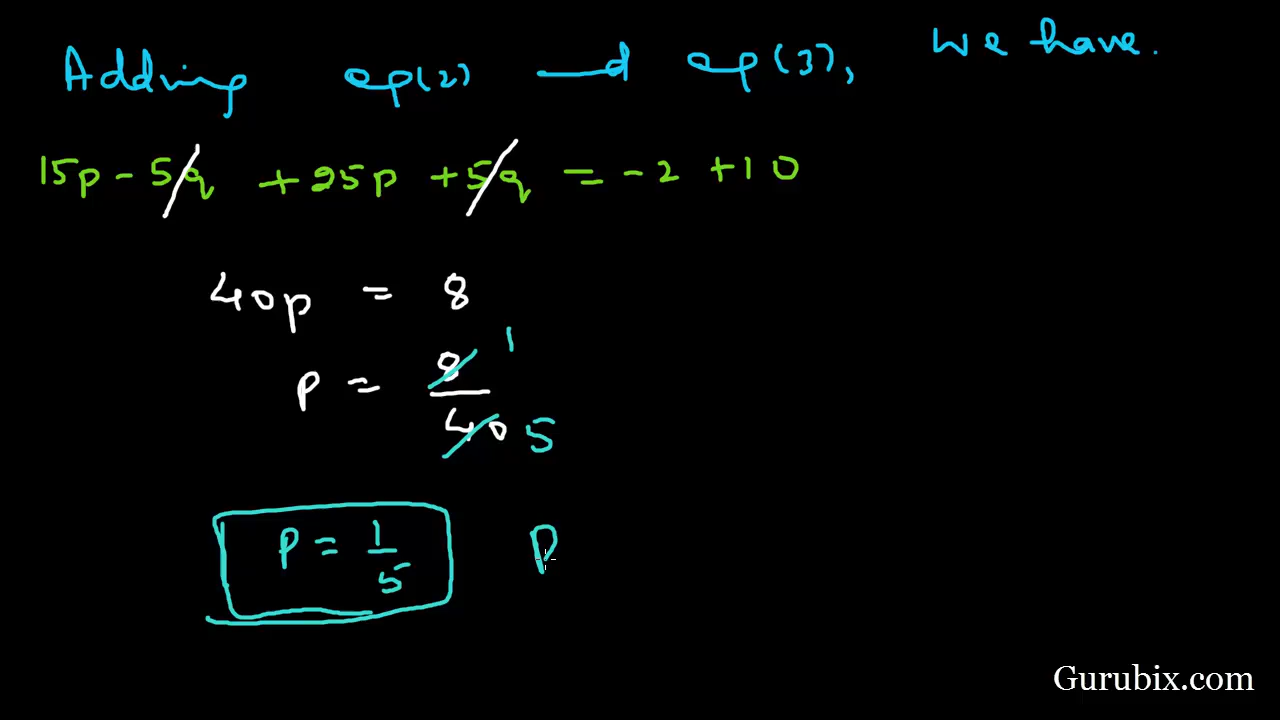 Adding eq(2) and eq(3), we have.
15p - 5q + 25p + 5q = -2 + 10
40p = 8
p = 8/40 1 5
p = 1/5 P
Gurubix.com